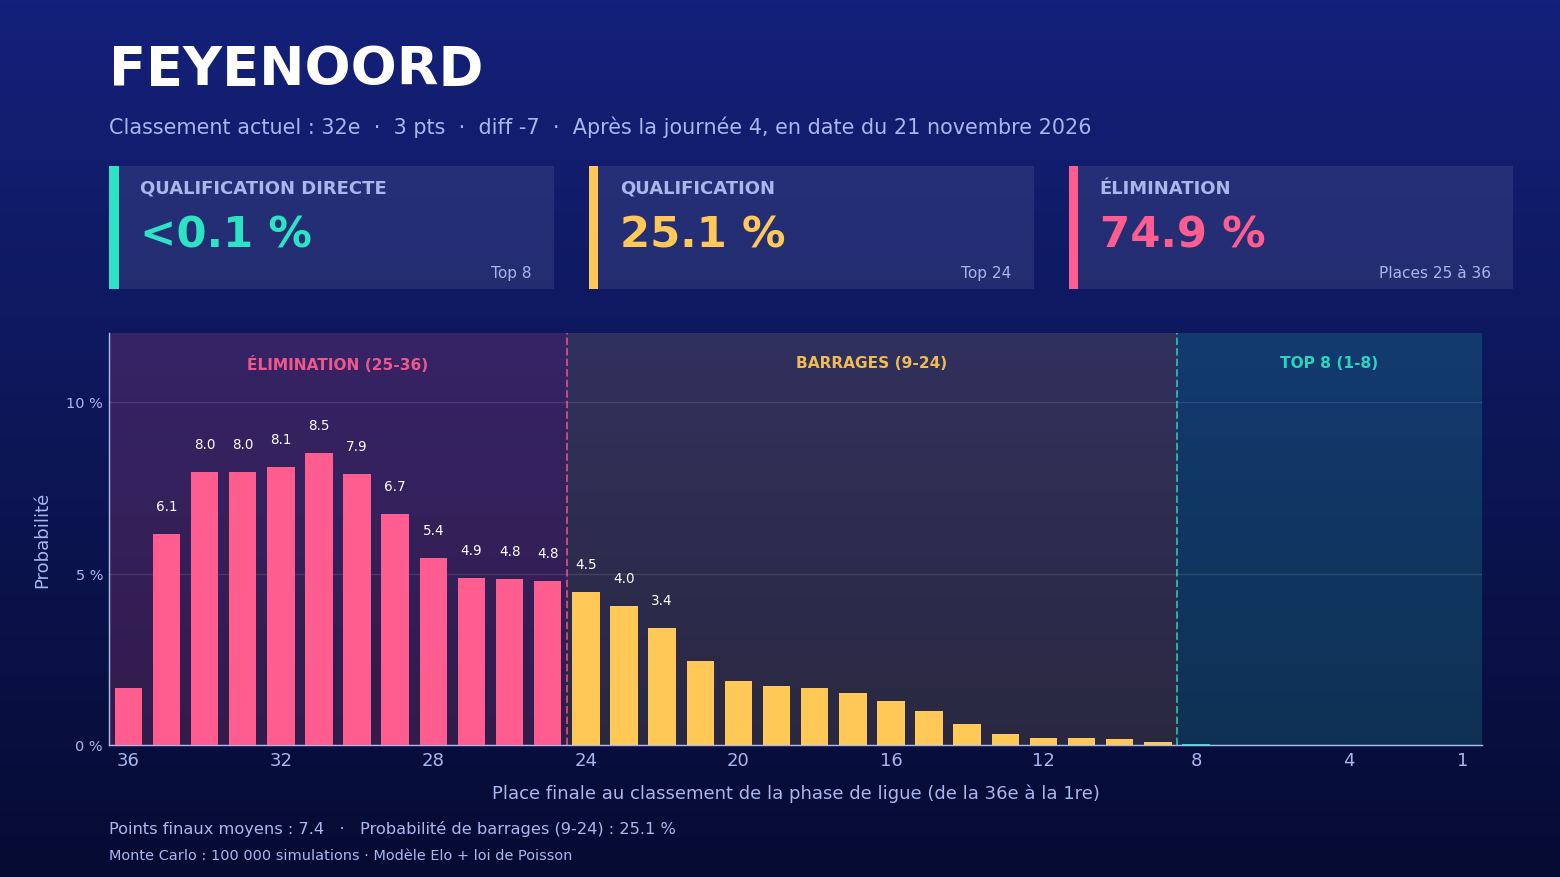 FEYENOORD
Classement actuel : 32e · 3 pts · diff -7 · Après la journée 4, en date du 21 novembre 2026
QUALIFICATION DIRECTE
<0.1 %
Top 8
QUALIFICATION
25.1 %
Top 24
ÉLIMINATION
74.9 %
Places 25 à 36
ÉLIMINATION (25-36)
BARRAGES (9-24)
TOP 8 (1-8)
Probabilité
10 %
5 %
0 %
6.1 8.0 8.0 8.1 8.5 7.9 6.7 5.4 4.9 4.8 4.8 4.5 4.0 3.4
36 32 28 24 20 16 12 8 4 1
Place finale au classement de la phase de ligue (de la 36e à la 1re)
Points finaux moyens : 7.4 · Probabilité de barrages (9-24) : 25.1 %
Monte Carlo : 100 000 simulations · Modèle Elo + loi de Poisson